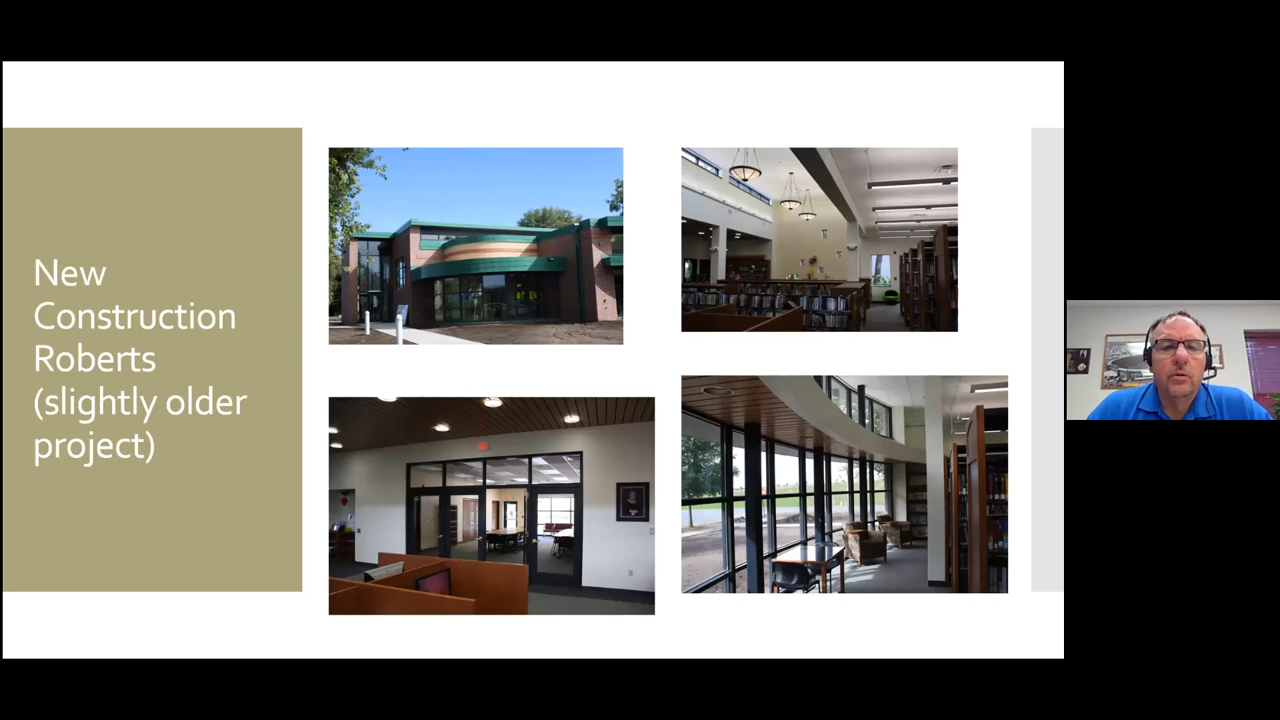 New
Construction
Roberts
(slightly older
project)